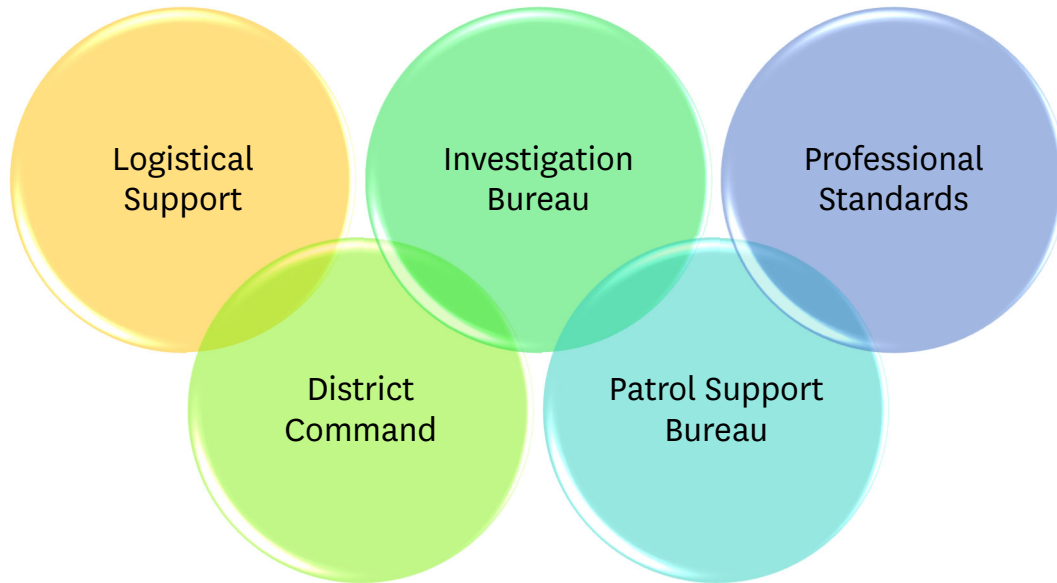 Logistical
Support
Investigation
Bureau
Professional
Standards
District
Command
Patrol Support
Bureau